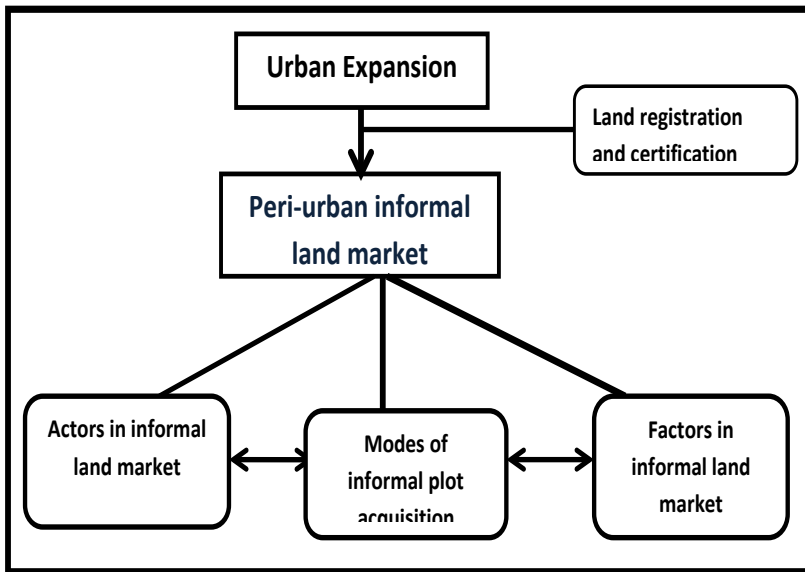 Urban Expansion
Land registration
and certification
Peri-urban informal
land market
Actors in informal
land market
Modes of
informal plot
acquisition
Factors in
informal land
market